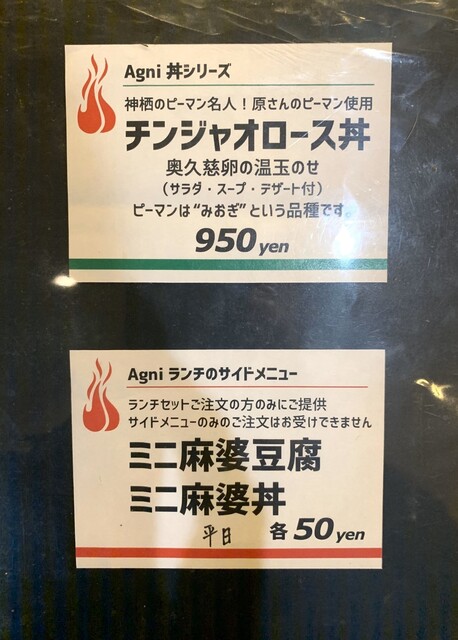 Agni 丼シリーズ
神栖のピーマン名人！原さんのピーマン使用
チンジャオロース丼
奥久慈卵の温玉のせ
（サラダ・スープ・デザート付）
ピーマンは“みおぎ”という品種です。
950 yen
Agni ランチのサイドメニュー
ランチセットご注文の方のみにご提供
サイドメニューのみのご注文はお受けできません
ミニ麻婆豆腐
ミニ麻婆丼
平日 各 50 yen